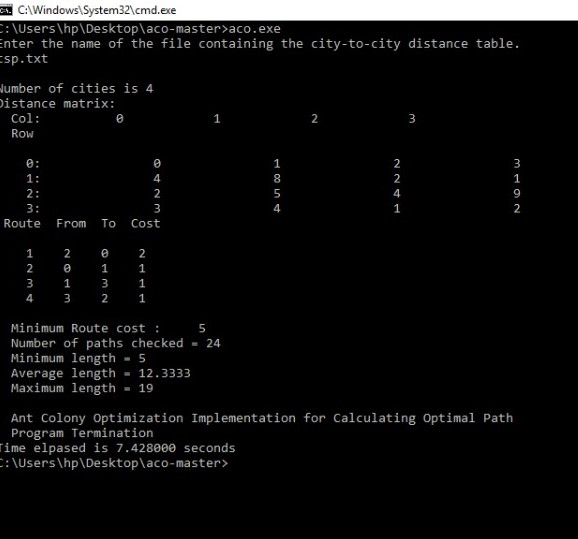 C:\Windows\System32\cmd.exe
C:\Users\hp\Desktop\aco-master>aco.exe
Enter the name of the file containing the city-to-city distance table.
tsp.txt
Number of cities is 4
Distance matrix:
Col: 0 1 2 3
Row
0: 0 1 2 3
1: 4 8 2 1
2: 2 5 4 9
3: 3 4 1 2
Route From To Cost
1 2 0 2
2 0 1 1
3 1 3 1
4 3 2 1
Minimum Route cost : 5
Number of paths checked = 24
Minimum length = 5
Average length = 12.3333
Maximum length = 19
Ant Colony Optimization Implementation for Calculating Optimal Path
Program Termination
Time elpased is 7.428000 seconds
C:\Users\hp\Desktop\aco-master>